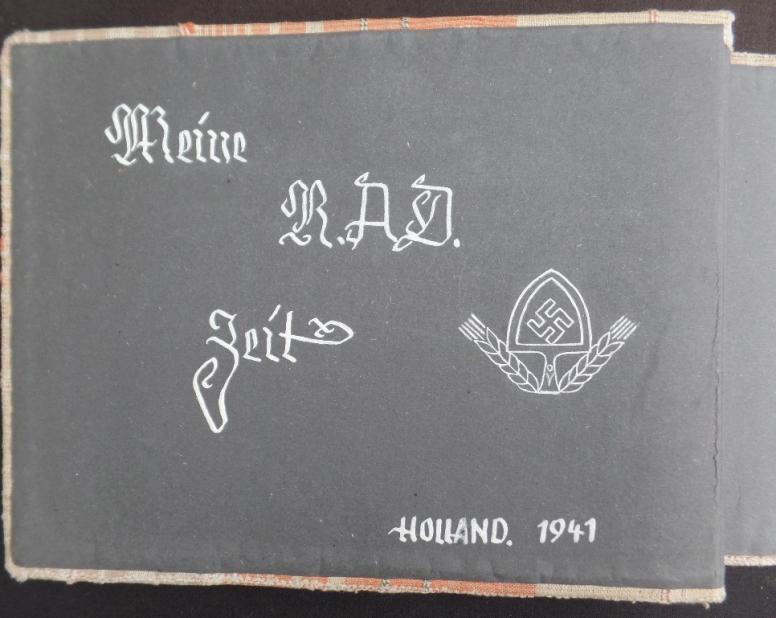 Meine
R.A.D.
Zeit
HOLLAND. 1941